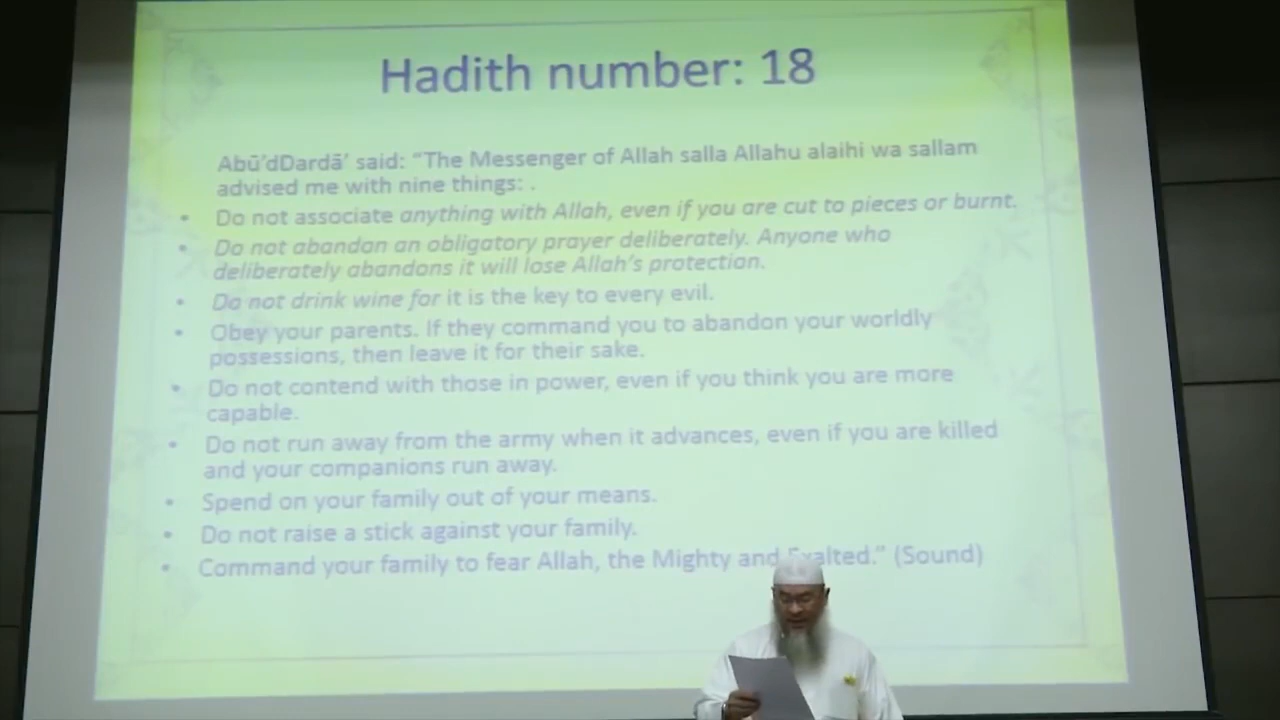 Hadith number: 18
Abū'dDardā' said: “The Messenger of Allah salla Allahu alaihi wa sallam
advised me with nine things: .
• Do not associate anything with Allah, even if you are cut to pieces or burnt.
• Do not abandon an obligatory prayer deliberately. Anyone who
deliberately abandons it will lose Allah's protection.
• Do not drink wine for it is the key to every evil.
• Obey your parents. If they command you to abandon your worldly
possessions, then leave it for their sake.
• Do not contend with those in power, even if you think you are more
capable.
• Do not run away from the army when it advances, even if you are killed
and your companions run away.
• Spend on your family out of your means.
• Do not raise a stick against your family.
• Command your family to fear Allah, the Mighty and Exalted.” (Sound)